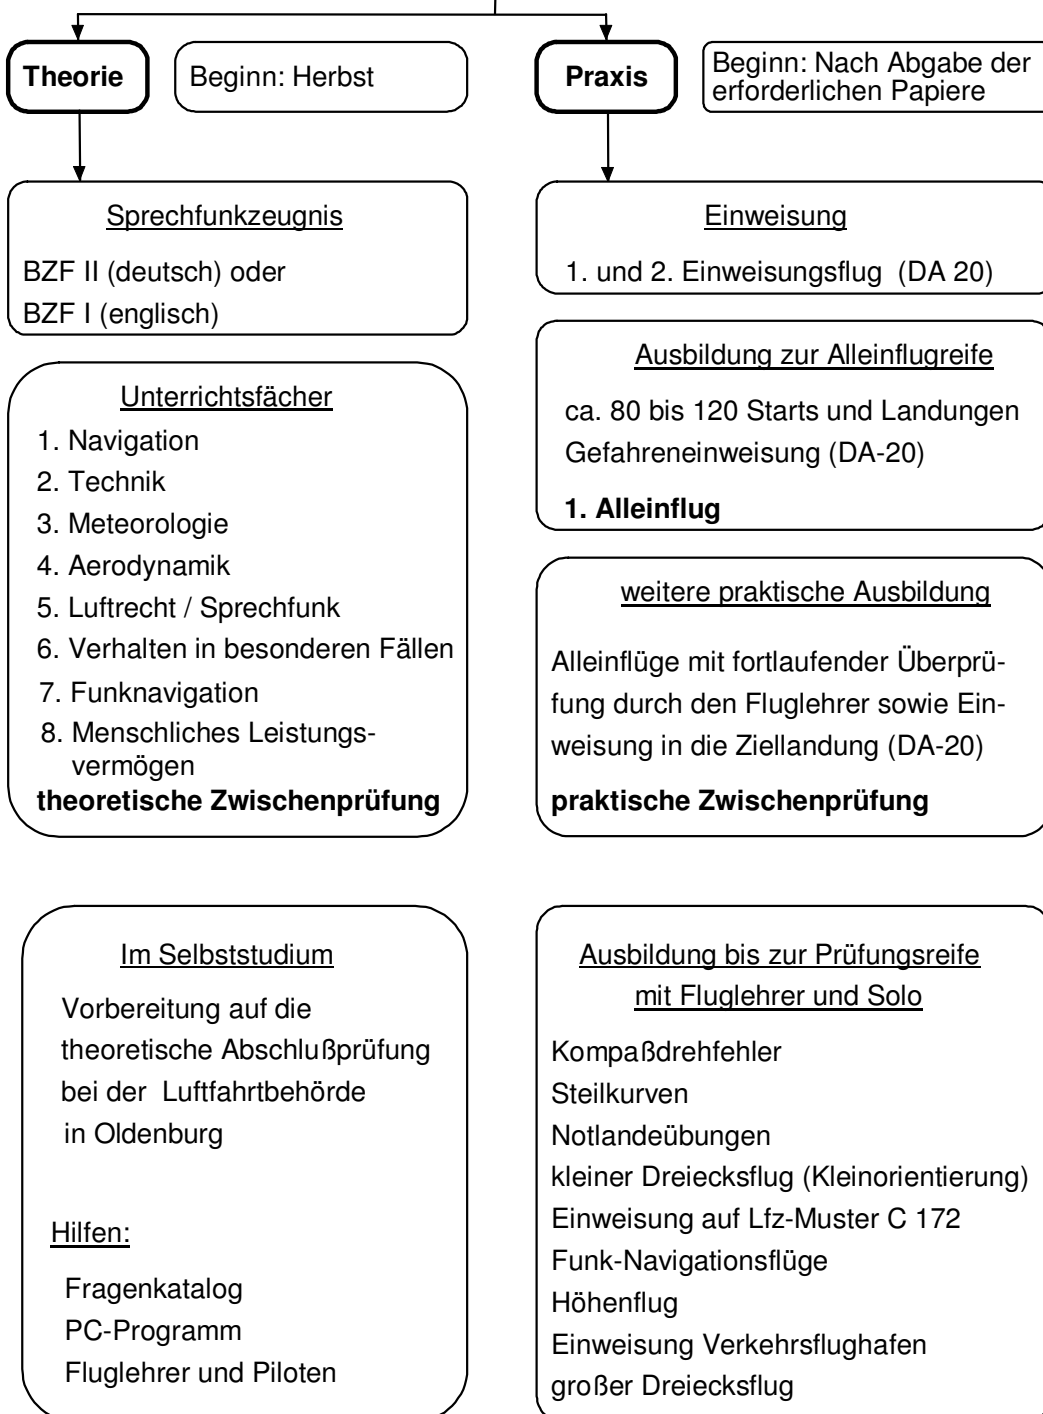 Theorie
Beginn: Herbst
Sprechfunkzeugnis
BZF II (deutsch) oder
BZF I (englisch)
Unterrichtsfächer
1. Navigation
2. Technik
3. Meteorologie
4. Aerodynamik
5. Luftrecht / Sprechfunk
6. Verhalten in besonderen Fällen
7. Funknavigation
8. Menschliches Leistungs-
vermögen
theoretische Zwischenprüfung
Im Selbststudium
Vorbereitung auf die
theoretische Abschlußprüfung
bei der Luftfahrtbehörde
in Oldenburg
Hilfen:
Fragenkatalog
PC-Programm
Fluglehrer und Piloten
Praxis
Beginn: Nach Abgabe der
erforderlichen Papiere
Einweisung
1. und 2. Einweisungsflug (DA 20)
Ausbildung zur Alleinflugreife
ca. 80 bis 120 Starts und Landungen
Gefahreneinweisung (DA-20)
1. Alleinflug
weitere praktische Ausbildung
Alleinflüge mit fortlaufender Überprü-
fung durch den Fluglehrer sowie Ein-
weisung in die Ziellandung (DA-20)
praktische Zwischenprüfung
Ausbildung bis zur Prüfungsreife
mit Fluglehrer und Solo
Kompaßdrehfehler
Steilkurven
Notlandeübungen
kleiner Dreiecksflug (Kleinorientierung)
Einweisung auf Lfz-Muster C 172
Funk-Navigationsflüge
Höhenflug
Einweisung Verkehrsflughafen
großer Dreiecksflug